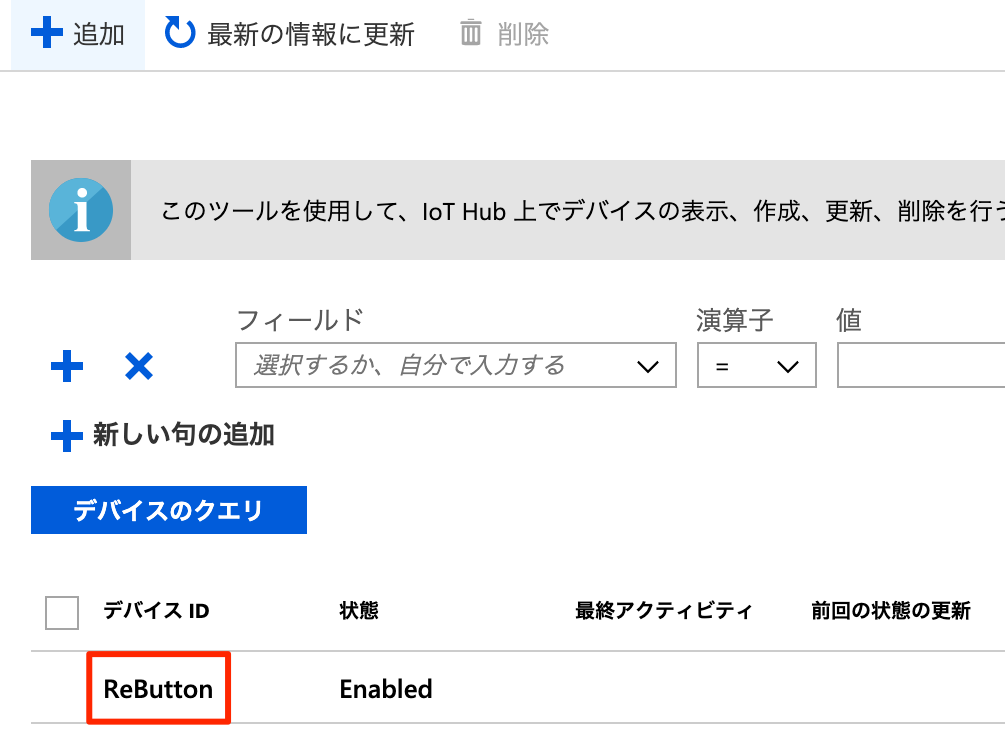 追加 最新の情報に更新 削除
このツールを使用して、IoT Hub 上でデバイスの表示、作成、更新、削除を行う
フィールド 演算子 値
選択するか、自分で入力する =
新しい句の追加
デバイスのクエリ
デバイス ID 状態 最終アクティビティ 前回の状態の更新
ReButton Enabled